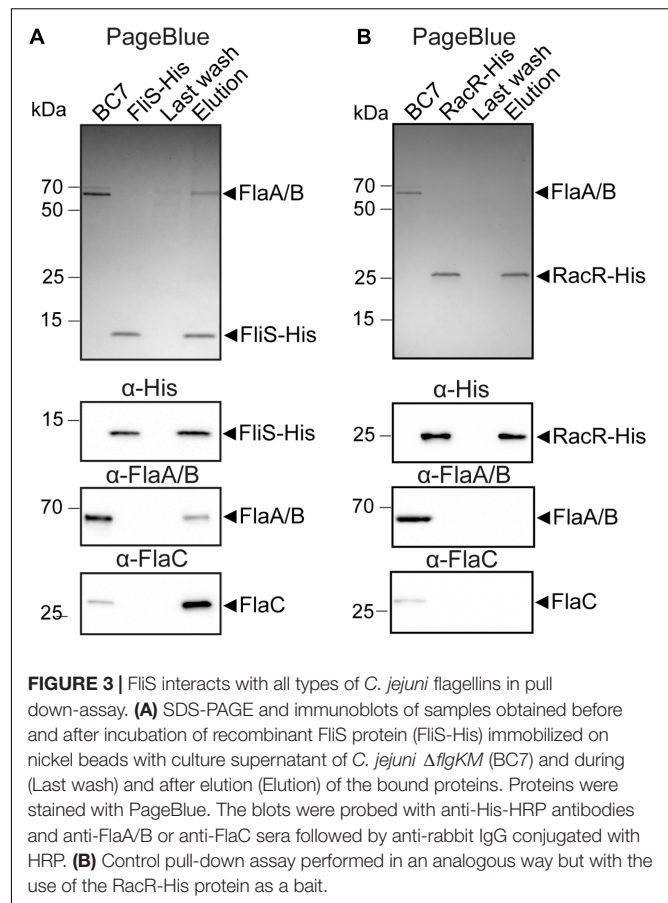 A PageBlue
kDa BC7 FliS-His Last wash Elution
70
50
25
15
◄FlaA/B
◄FliS-His
α-His
15
◄FliS-His
α-FlaA/B
70
◄FlaA/B
α-FlaC
25
◄FlaC
B PageBlue
kDa BC7 RacR-His Last wash Elution
70
50
25
15
◄FlaA/B
◄RacR-His
α-His
25
◄RacR-His
α-FlaA/B
70
◄FlaA/B
α-FlaC
25
◄FlaC
FIGURE 3 | FliS interacts with all types of C. jejuni flagellins in pull
down-assay. (A) SDS-PAGE and immunoblots of samples obtained before
and after incubation of recombinant FliS protein (FliS-His) immobilized on
nickel beads with culture supernatant of C. jejuni ΔflgKM (BC7) and during
(Last wash) and after elution (Elution) of the bound proteins. Proteins were
stained with PageBlue. The blots were probed with anti-His-HRP antibodies
and anti-FlaA/B or anti-FlaC sera followed by anti-rabbit IgG conjugated with
HRP. (B) Control pull-down assay performed in an analogous way but with the
use of the RacR-His protein as a bait.